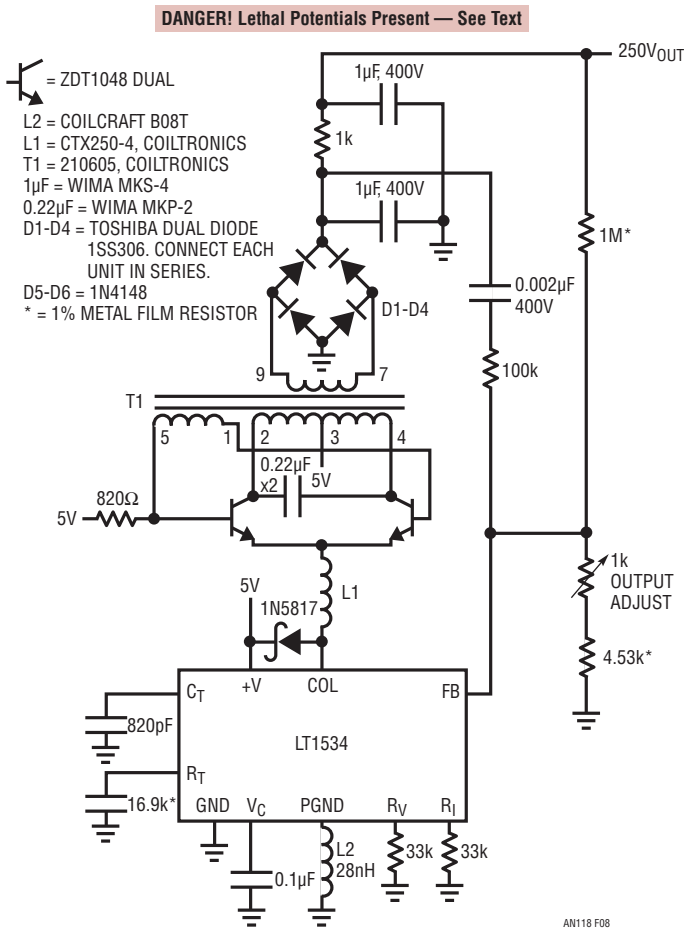 DANGER! Lethal Potentials Present — See Text
= ZDT1048 DUAL
L2 = COILCRAFT B08T
L1 = CTX250-4, COILTRONICS
T1 = 210605, COILTRONICS
1µF = WIMA MKS-4
0.22µF = WIMA MKP-2
D1-D4 = TOSHIBA DUAL DIODE
1SS306. CONNECT EACH
UNIT IN SERIES.
D5-D6 = 1N4148
* = 1% METAL FILM RESISTOR
250VOUT
1µF, 400V
1k
1µF, 400V
1M*
0.002µF
400V
D1-D4
100k
9
7
T1
5
1
2
3
4
0.22µF
x2
5V
820Ω
5V
L1
5V
1N5817
1k
OUTPUT
ADJUST
4.53k*
+V
COL
FB
CT
820pF
LT1534
RT
16.9k*
GND
VC
PGND
RV
RI
0.1µF
L2
28nH
33k
33k
AN118 F08